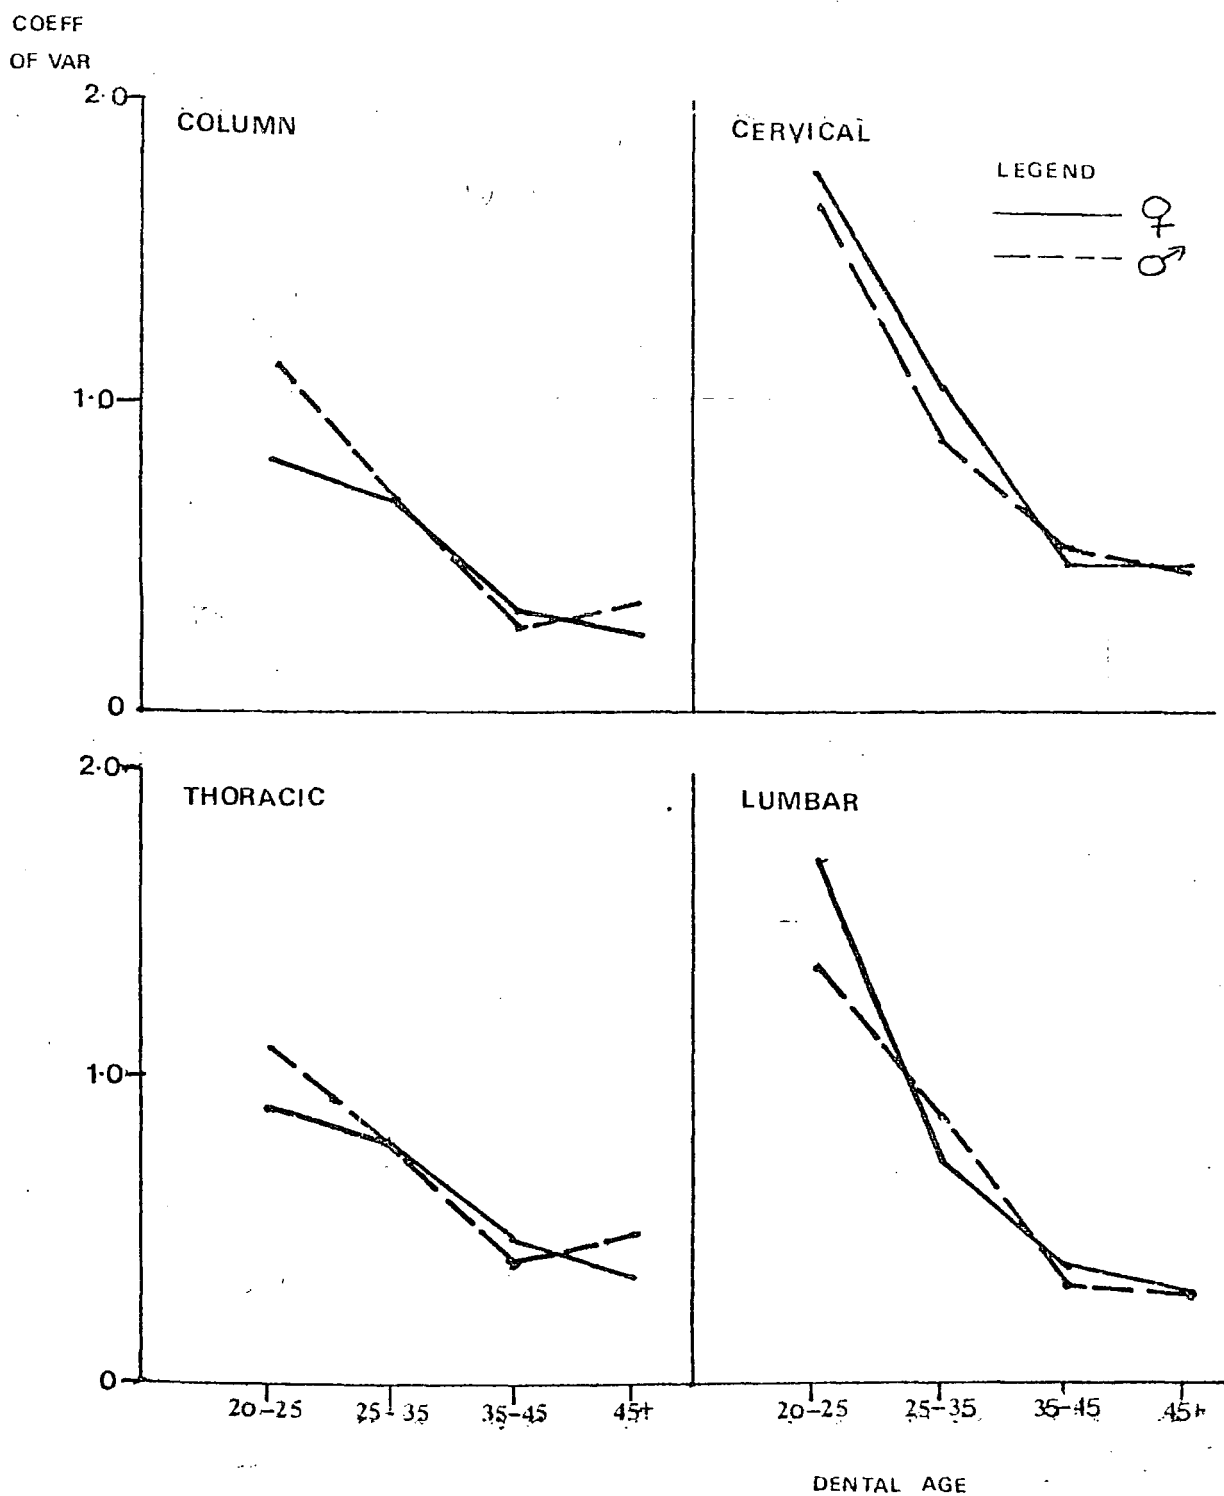 COEFF
OF VAR
2·0
COLUMN
CERVICAL
LEGEND
♀
♂
1·0
0
2·0
THORACIC
LUMBAR
1·0
0
20-25 25-35 35-45 45+ 20-25 25-35 35-45 45+
DENTAL AGE